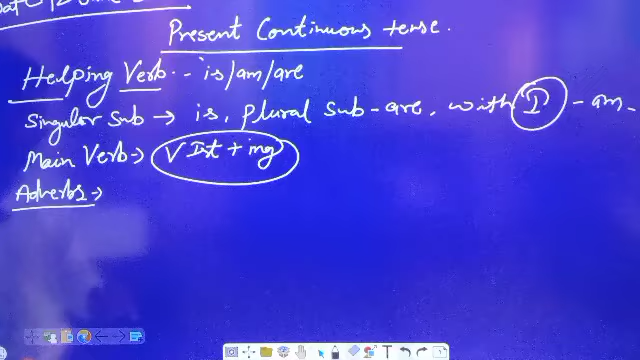 Present Continuous tense.
Helping Verb.. - is/am/are
Singular sub → is, plural sub-are. with I - am.
Main Verb → V Ist + ing
Adverbs →